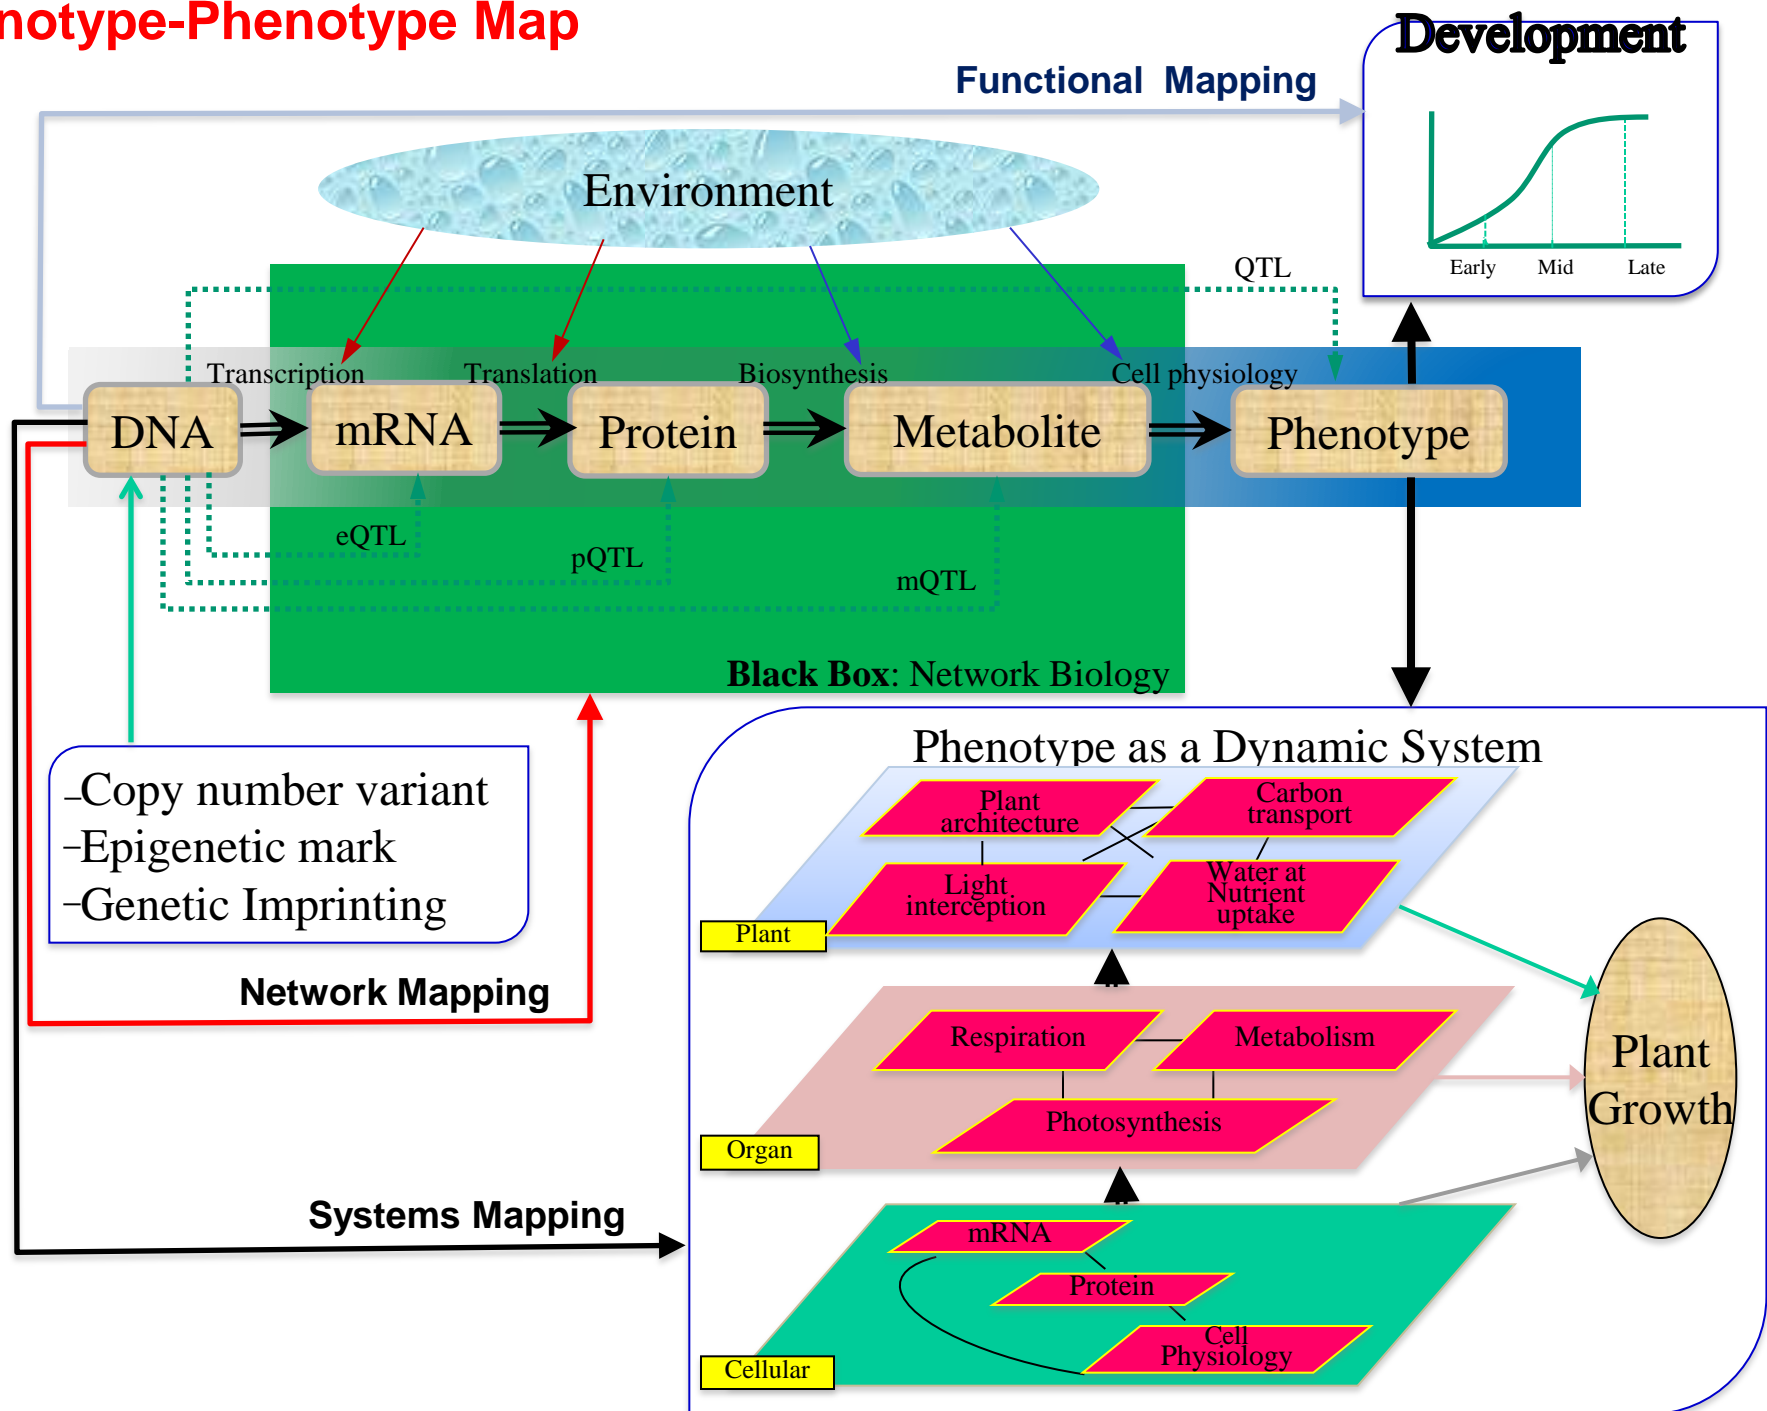 notype-Phenotype Map
Development
Functional Mapping
Environment
Early Mid Late
QTL
Transcription Translation Biosynthesis Cell physiology
DNA mRNA Protein Metabolite Phenotype
eQTL
pQTL
mQTL
Black Box: Network Biology
–Copy number variant
–Epigenetic mark
–Genetic Imprinting
Network Mapping
Systems Mapping
Phenotype as a Dynamic System
Plant
architecture
Carbon
transport
Light
interception
Water at
Nutrient
uptake
Plant
Respiration
Metabolism
Photosynthesis
Organ
mRNA
Protein
Cell
Physiology
Cellular
Plant
Growth